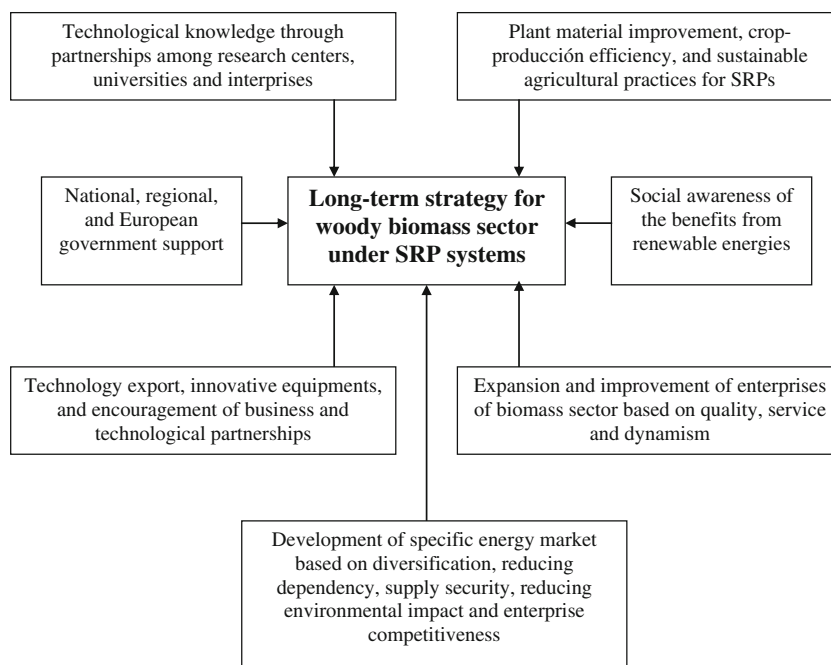 Technological knowledge through
partnerships among research centers,
universities and interprises
Plant material improvement, crop-
producción efficiency, and sustainable
agricultural practices for SRPs
National, regional,
and European
government support
Long-term strategy for
woody biomass sector
under SRP systems
Social awareness of
the benefits from
renewable energies
Technology export, innovative equipments,
and encouragement of business and
technological partnerships
Expansion and improvement of enterprises
of biomass sector based on quality, service
and dynamism
Development of specific energy market
based on diversification, reducing
dependency, supply security, reducing
environmental impact and enterprise
competitiveness